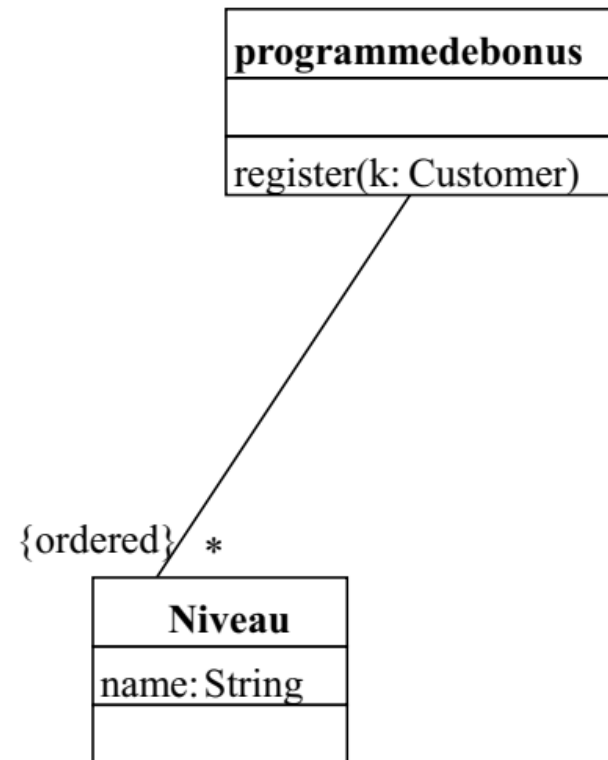 programmedebonus
register(k: Customer)
{ordered} *
Niveau
name: String